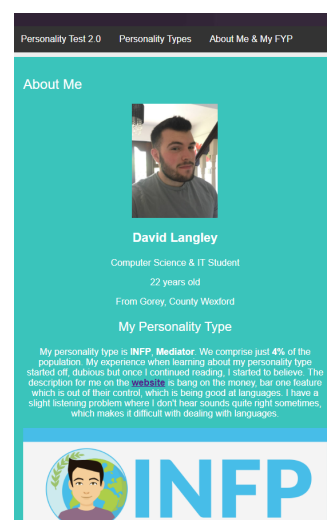 Personality Test 2.0 Personality Types About Me & My FYP
About Me
David Langley
Computer Science & IT Student
22 years old
From Gorey, County Wexford
My Personality Type
My personality type is INFP, Mediator. We comprise just 4% of the
population. My experience when learning about my personality type
started off, dubious but once I continued reading, I started to believe. The
description for me on the website is bang on the money, bar one feature
which is out of their control, which is being good at languages. I have a
slight listening problem where I don't hear sounds quite right sometimes,
which makes it difficult with dealing with languages.
INFP